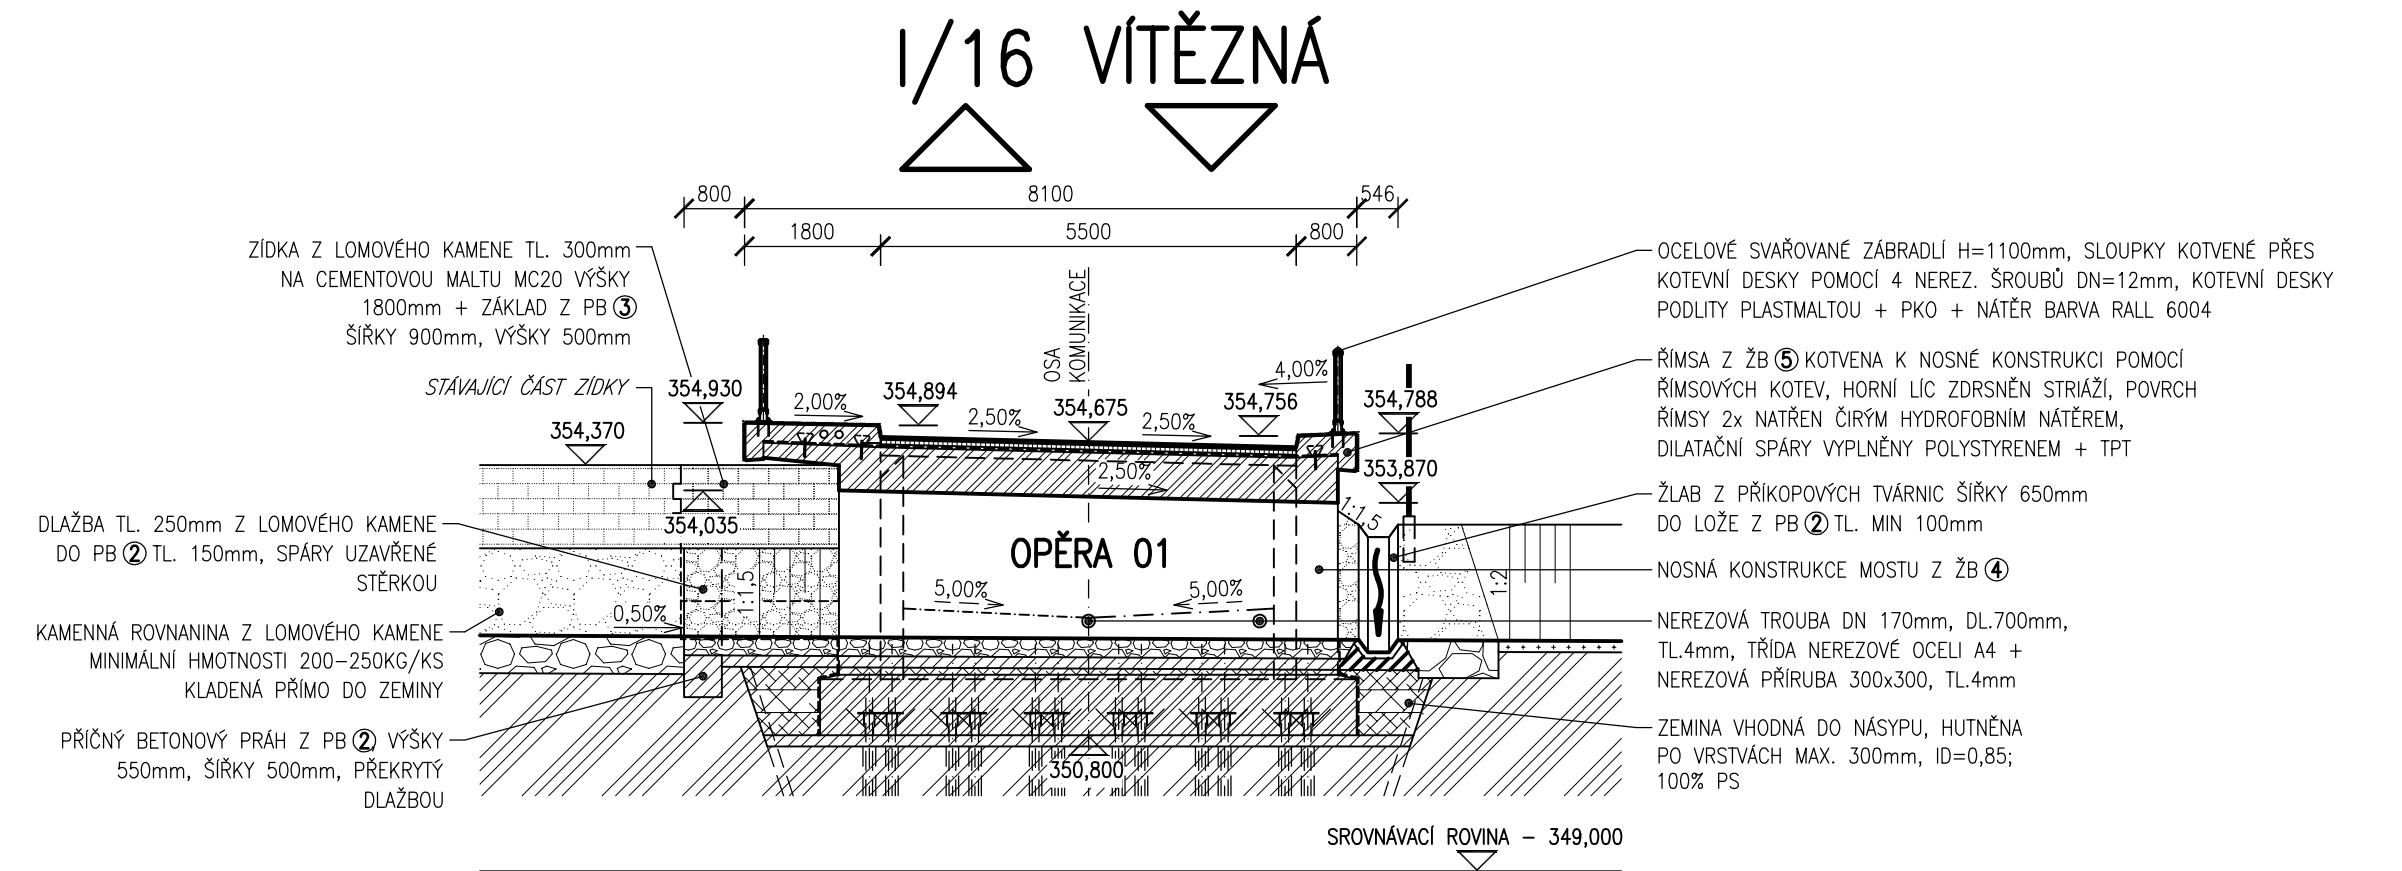 I/16 VÍTĚZNÁ
800
8100
546
1800
5500
800
ZÍDKA Z LOMOVÉHO KAMENE TL. 300mm
NA CEMENTOVOU MALTU MC20 VÝŠKY
1800mm + ZÁKLAD Z PB 3
ŠÍŘKY 900mm, VÝŠKY 500mm
STÁVAJÍCÍ ČÁST ZÍDKY
DLAŽBA TL. 250mm Z LOMOVÉHO KAMENE
DO PB 2 TL. 150mm, SPÁRY UZAVŘENÉ
STĚRKOU
KAMENNÁ ROVNANINA Z LOMOVÉHO KAMENE
MINIMÁLNÍ HMOTNOSTI 200-250KG/KS
KLADENÁ PŘÍMO DO ZEMINY
PŘÍČNÝ BETONOVÝ PRÁH Z PB 2, VÝŠKY
550mm, ŠÍŘKY 500mm, PŘEKRYTÝ
DLAŽBOU
OSA
KOMUNIKACE
354,930
354,370
354,035
2,00%
354,894
2,50%
354,675
2,50%
354,756
4,00%
354,788
353,870
2,50%
1:1,5
OPĚRA 01
5,00%
5,00%
0,50%
1:1,5
1:2
350,800
OCELOVÉ SVAŘOVANÉ ZÁBRADLÍ H=1100mm, SLOUPKY KOTVENÉ PŘES
KOTEVNÍ DESKY POMOCÍ 4 NEREZ. ŠROUBŮ DN=12mm, KOTEVNÍ DESKY
PODLITY PLASTMALTOU + PKO + NÁTĚR BARVA RALL 6004
ŘÍMSA Z ŽB 5 KOTVENA K NOSNÉ KONSTRUKCI POMOCÍ
ŘÍMSOVÝCH KOTEV, HORNÍ LÍC ZDRSNĚN STRIÁŽÍ, POVRCH
ŘÍMSY 2x NATŘEN ČIRÝM HYDROFOBNÍM NÁTĚREM,
DILATAČNÍ SPÁRY VYPLNĚNY POLYSTYRENEM + TPT
ŽLAB Z PŘÍKOPOVÝCH TVÁRNIC ŠÍŘKY 650mm
DO LOŽE Z PB 2 TL. MIN 100mm
NOSNÁ KONSTRUKCE MOSTU Z ŽB 4
NEREZOVÁ TROUBA DN 170mm, DL.700mm,
TL.4mm, TŘÍDA NEREZOVÉ OCELI A4 +
NEREZOVÁ PŘÍRUBA 300x300, TL.4mm
ZEMINA VHODNÁ DO NÁSYPU, HUTNĚNA
PO VRSTVÁCH MAX. 300mm, ID=0,85;
100% PS
SROVNÁVACÍ ROVINA - 349,000